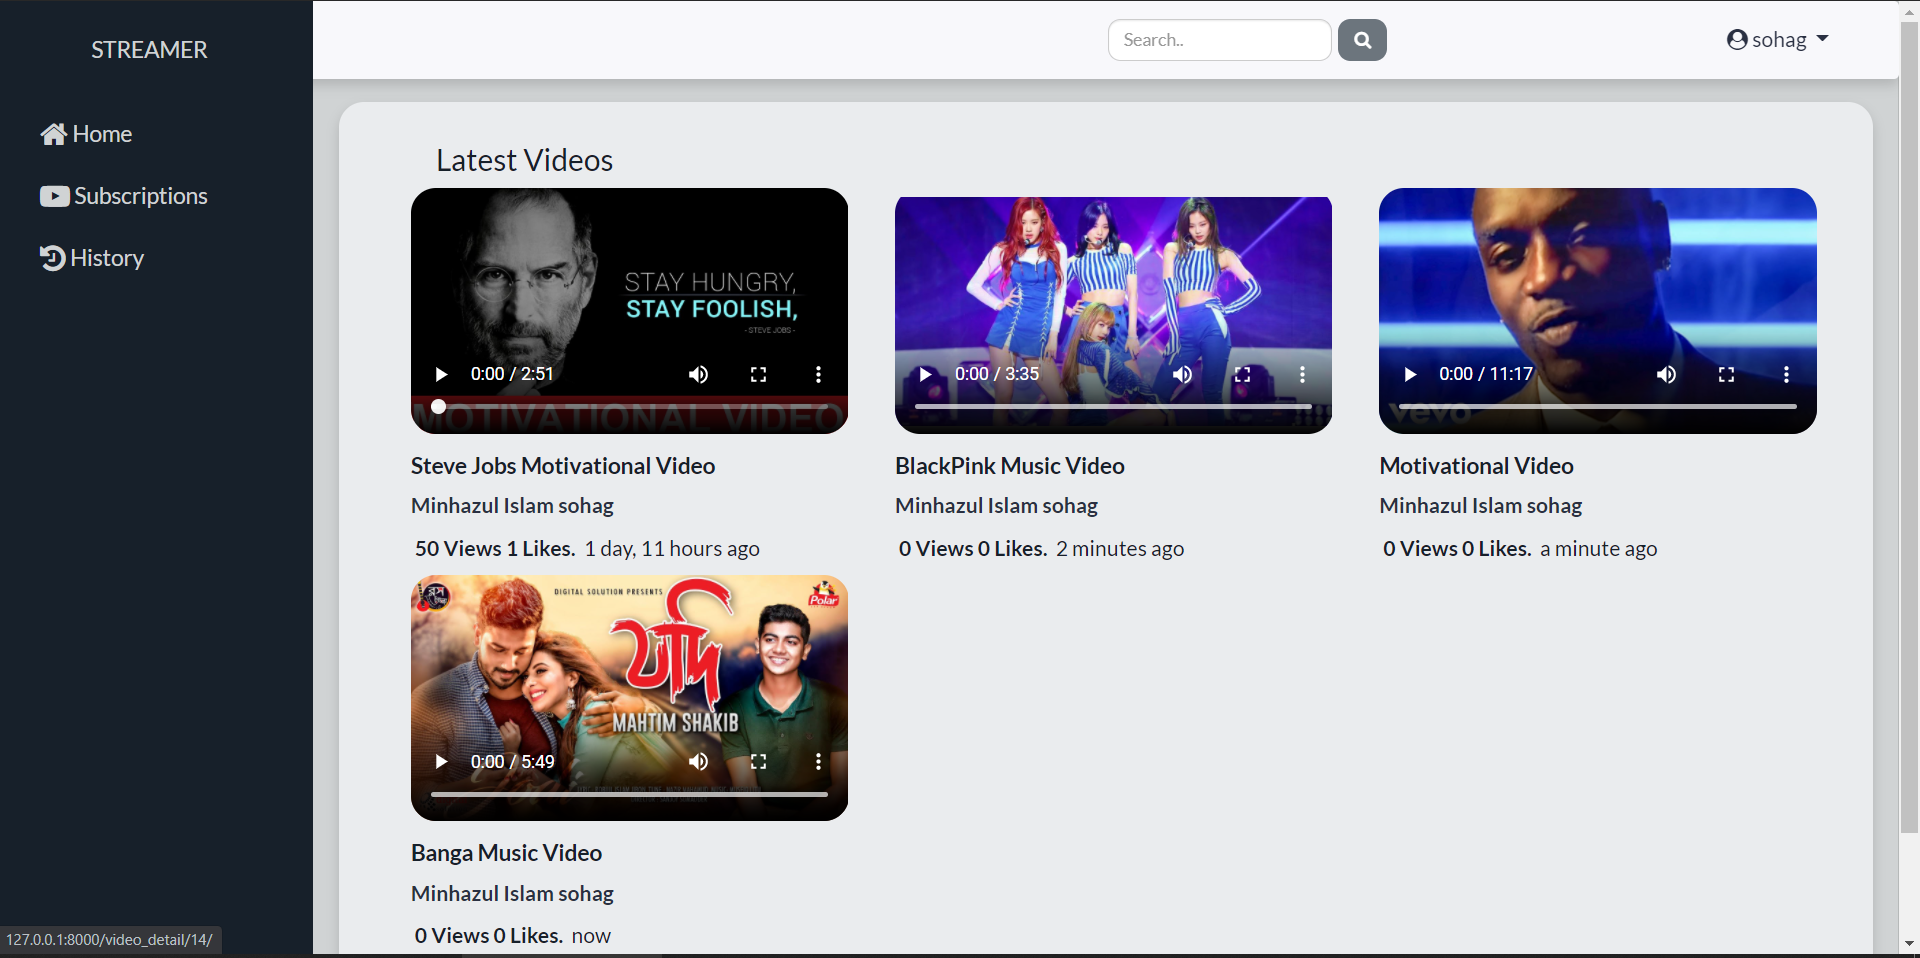 STREAMER
Home
Subscriptions
History
Search..
sohag
Latest Videos
STAY HUNGRY,
STAY FOOLISH,
- STEVE JOBS -
0:00 / 2:51
MOTIVATIONAL VIDEO
Steve Jobs Motivational Video
Minhazul Islam sohag
50 Views 1 Likes. 1 day, 11 hours ago
0:00 / 3:35
BlackPink Music Video
Minhazul Islam sohag
0 Views 0 Likes. 2 minutes ago
0:00 / 11:17
vevo
Motivational Video
Minhazul Islam sohag
0 Views 0 Likes. a minute ago
DIGITAL SOLUTION PRESENTS
Polar
যদি
MAHTIM SHAKIB
0:00 / 5:49
Banga Music Video
Minhazul Islam sohag
0 Views 0 Likes. now
127.0.0.1:8000/video_detail/14/